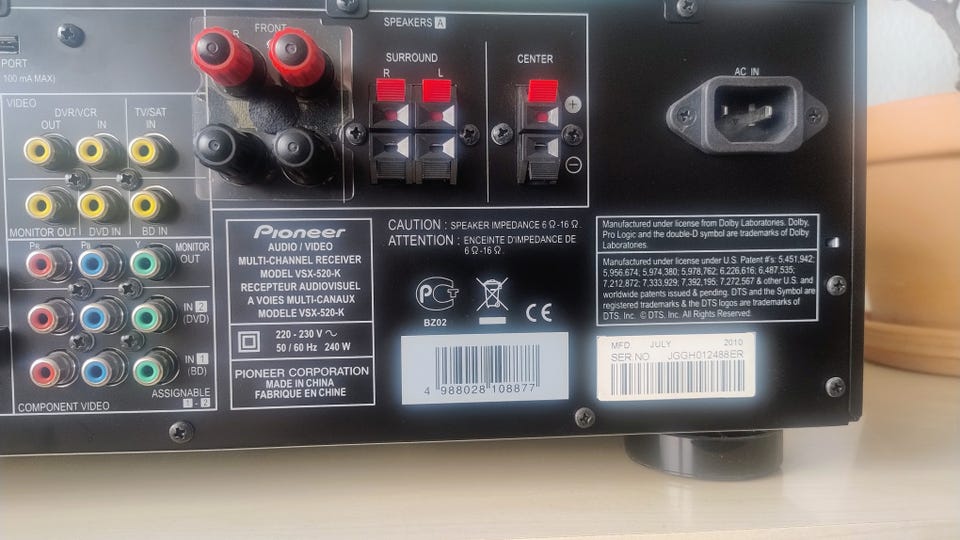 PORT
100 mA MAX)
VIDEO
DVR/VCR
OUT IN
TV/SAT
IN
MONITOR OUT DVD IN BD IN
PR PB Y MONITOR
OUT
IN 2
(DVD)
IN 1
(BD)
ASSIGNABLE
1 - 2
COMPONENT VIDEO
FRONT
R
SPEAKERS A
SURROUND
R L
CENTER
+
−
AC IN
Pioneer
AUDIO / VIDEO
MULTI-CHANNEL RECEIVER
MODEL VSX-520-K
RECEPTEUR AUDIOVISUEL
A VOIES MULTI-CANAUX
MODELE VSX-520-K
220 - 230 V ~
50 / 60 Hz 240 W
PIONEER CORPORATION
MADE IN CHINA
FABRIQUE EN CHINE
CAUTION : SPEAKER IMPEDANCE 6 Ω -16 Ω.
ATTENTION : ENCEINTE D'IMPEDANCE DE
6 Ω -16 Ω.
BZ02
CE
4 988028 108877
Manufactured under license from Dolby Laboratories. Dolby,
Pro Logic and the double-D symbol are trademarks of Dolby
Laboratories.
Manufactured under license under U.S. Patent #'s: 5,451,942;
5,956,674; 5,974,380; 5,978,762; 6,226,616; 6,487,535;
7,212,872; 7,333,929; 7,392,195; 7,272,567 & other U.S. and
worldwide patents issued & pending. DTS and the Symbol are
registered trademarks & the DTS logos are trademarks of
DTS, Inc. © DTS, Inc. All Rights Reserved.
MFD JULY 2010
SER NO. JGGH012488ER